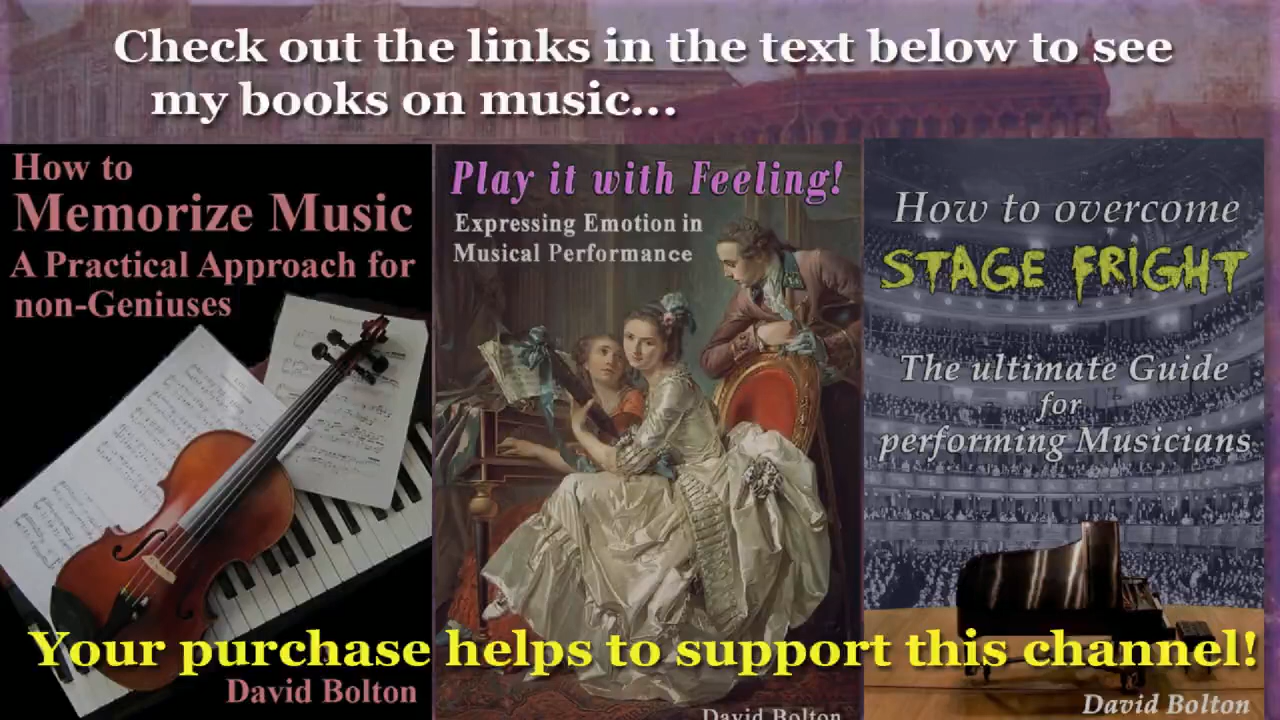 Check out the links in the text below to see
my books on music...
How to
Memorize Music
A Practical Approach for
non-Geniuses
Play it with Feeling!
Expressing Emotion in
Musical Performance
How to overcome
STAGE FRIGHT
The ultimate Guide
for
performing Musicians
Your purchase helps to support this channel!
David Bolton
David Bolton
David Bolton